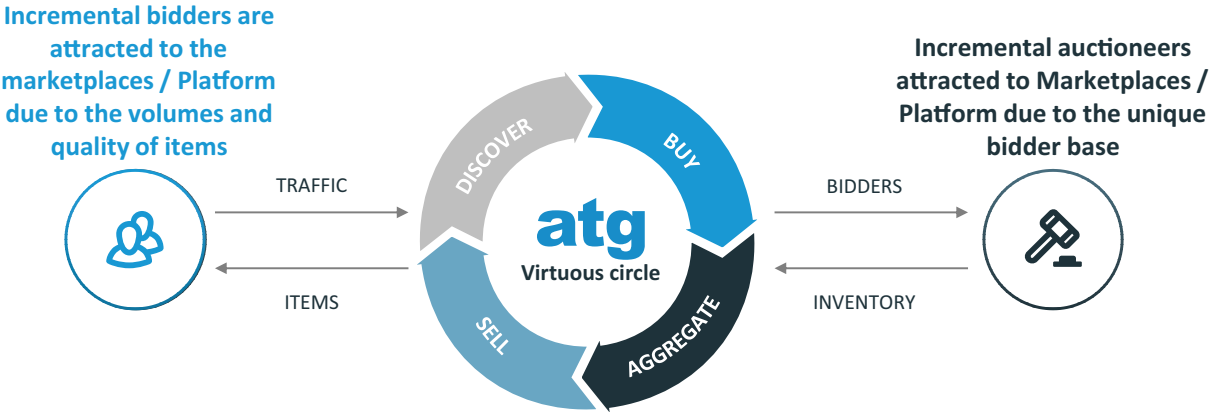 Incremental bidders are
attracted to the
marketplaces / Platform
due to the volumes and
quality of items
Incremental auctioneers
attracted to Marketplaces /
Platform due to the unique
bidder base
TRAFFIC
ITEMS
DISCOVER
BUY
SELL
AGGREGATE
atg
Virtuous circle
BIDDERS
INVENTORY